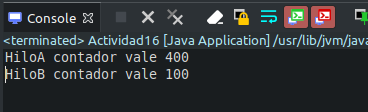 Console
<terminated> Actividad16 [Java Application] /usr/lib/jvm/java
HiloA contador vale 400
HiloB contador vale 100